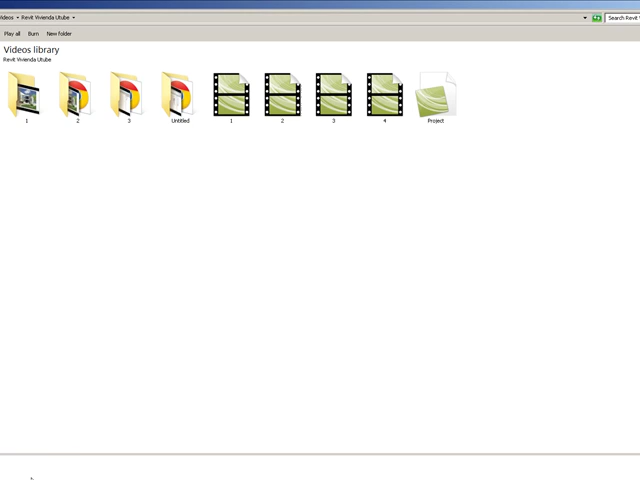 Videos ▸ Revit Vivienda Utube ▸
Search Revit
Play all Burn New folder
Videos library
Revit Vivienda Utube
1 2 3 Untitled 1 2 3 4 Project